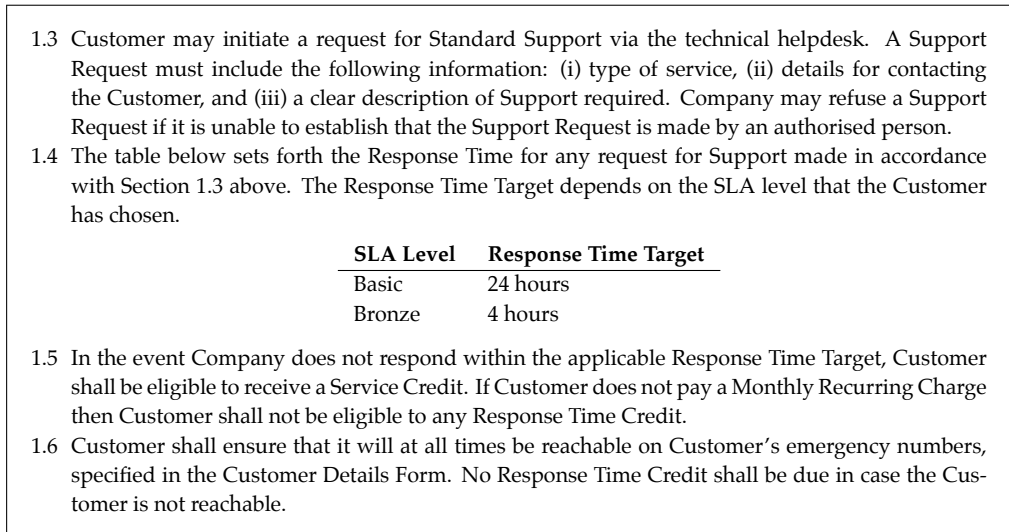 1.3 Customer may initiate a request for Standard Support via the technical helpdesk. A Support
Request must include the following information: (i) type of service, (ii) details for contacting
the Customer, and (iii) a clear description of Support required. Company may refuse a Support
Request if it is unable to establish that the Support Request is made by an authorised person.
1.4 The table below sets forth the Response Time for any request for Support made in accordance
with Section 1.3 above. The Response Time Target depends on the SLA level that the Customer
has chosen.
SLA Level Response Time Target
Basic 24 hours
Bronze 4 hours
1.5 In the event Company does not respond within the applicable Response Time Target, Customer
shall be eligible to receive a Service Credit. If Customer does not pay a Monthly Recurring Charge
then Customer shall not be eligible to any Response Time Credit.
1.6 Customer shall ensure that it will at all times be reachable on Customer's emergency numbers,
specified in the Customer Details Form. No Response Time Credit shall be due in case the Cus-
tomer is not reachable.